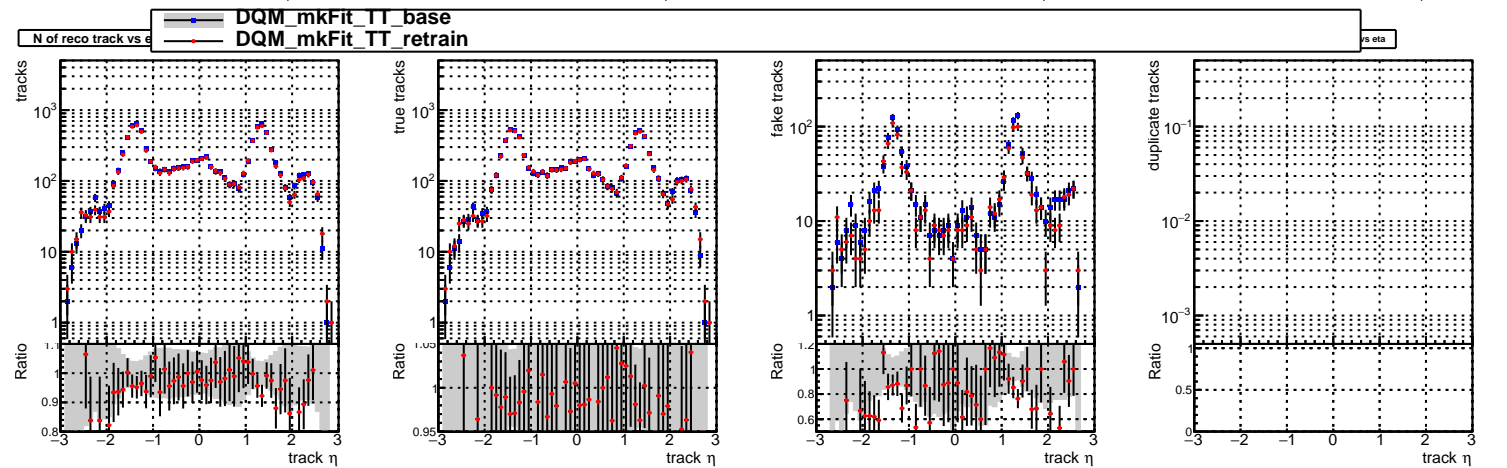 DQM_mkFit_TT_base
DQM_mkFit_TT_retrain
N of reco track vs e
vs eta
tracks
10³
10²
10
1
Ratio
1.1
1
0.9
0.8
−3 −2 −1 0 1 2 3
track η
true tracks
10³
10²
10
1
Ratio
1.05
1
0.95
−3 −2 −1 0 1 2 3
track η
fake tracks
10²
10
1
Ratio
1.2
1
0.8
0.6
−3 −2 −1 0 1 2 3
track η
duplicate tracks
10⁻¹
10⁻²
10⁻³
Ratio
1
0.5
0
−3 −2 −1 0 1 2 3
track η